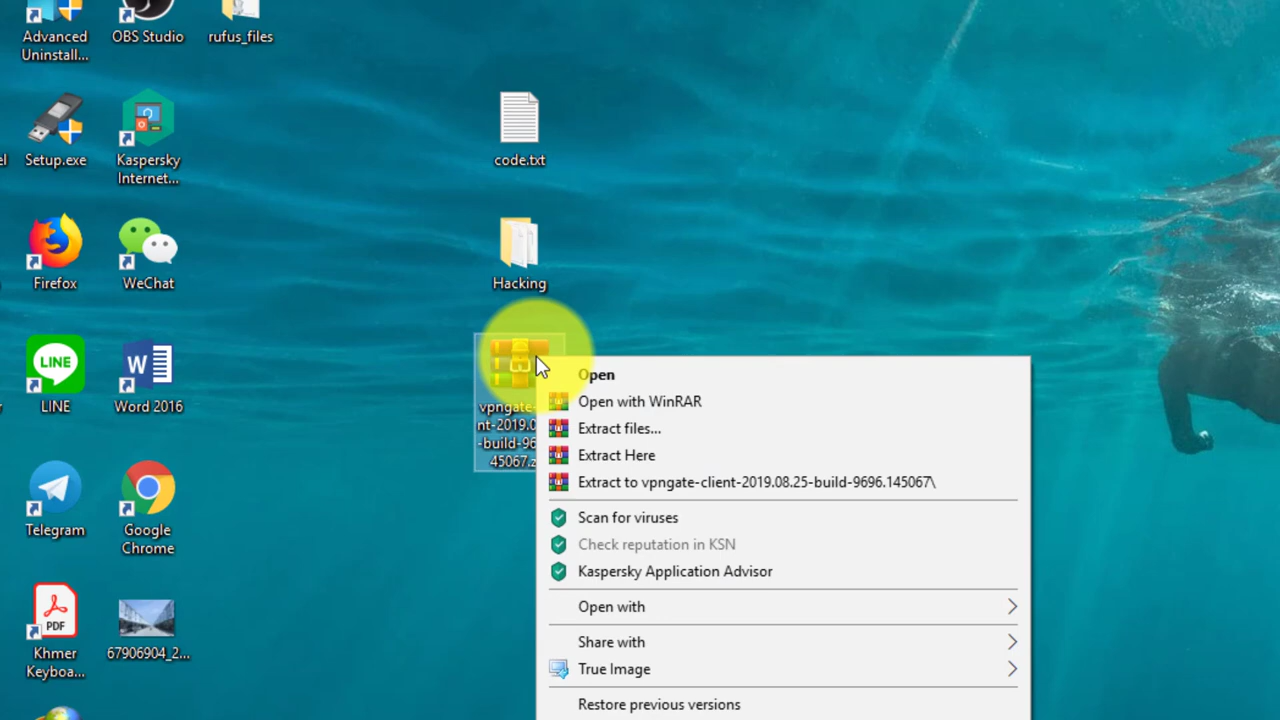 Advanced
Uninstall...
OBS Studio
rufus_files
Setup.exe
Kaspersky
Internet...
code.txt
Firefox
WeChat
Hacking
LINE
LINE
Word 2016
vpngate-
nt-2019.0
-build-96
45067.z
Telegram
Google
Chrome
PDF
Khmer
Keyboa...
67906904_2...
Open
Open with WinRAR
Extract files...
Extract Here
Extract to vpngate-client-2019.08.25-build-9696.145067\
Scan for viruses
Check reputation in KSN
Kaspersky Application Advisor
Open with
Share with
True Image
Restore previous versions